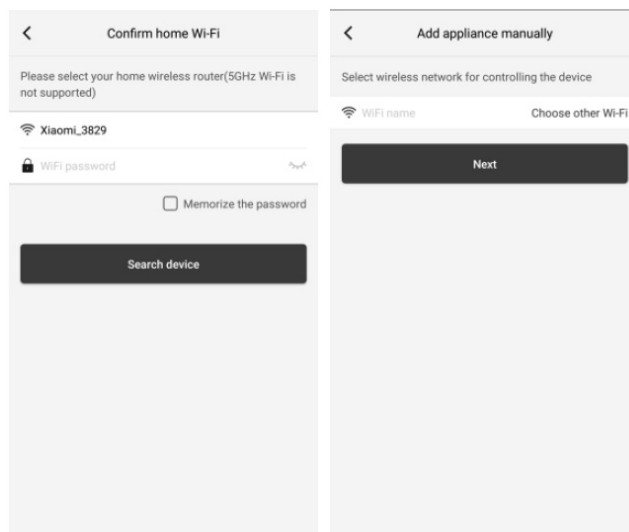 Confirm home Wi-Fi
Please select your home wireless router(5GHz Wi-Fi is
not supported)
Xiaomi_3829
WiFi password
Memorize the password
Search device
Add appliance manually
Select wireless network for controlling the device
WiFi name
Choose other Wi-Fi
Next